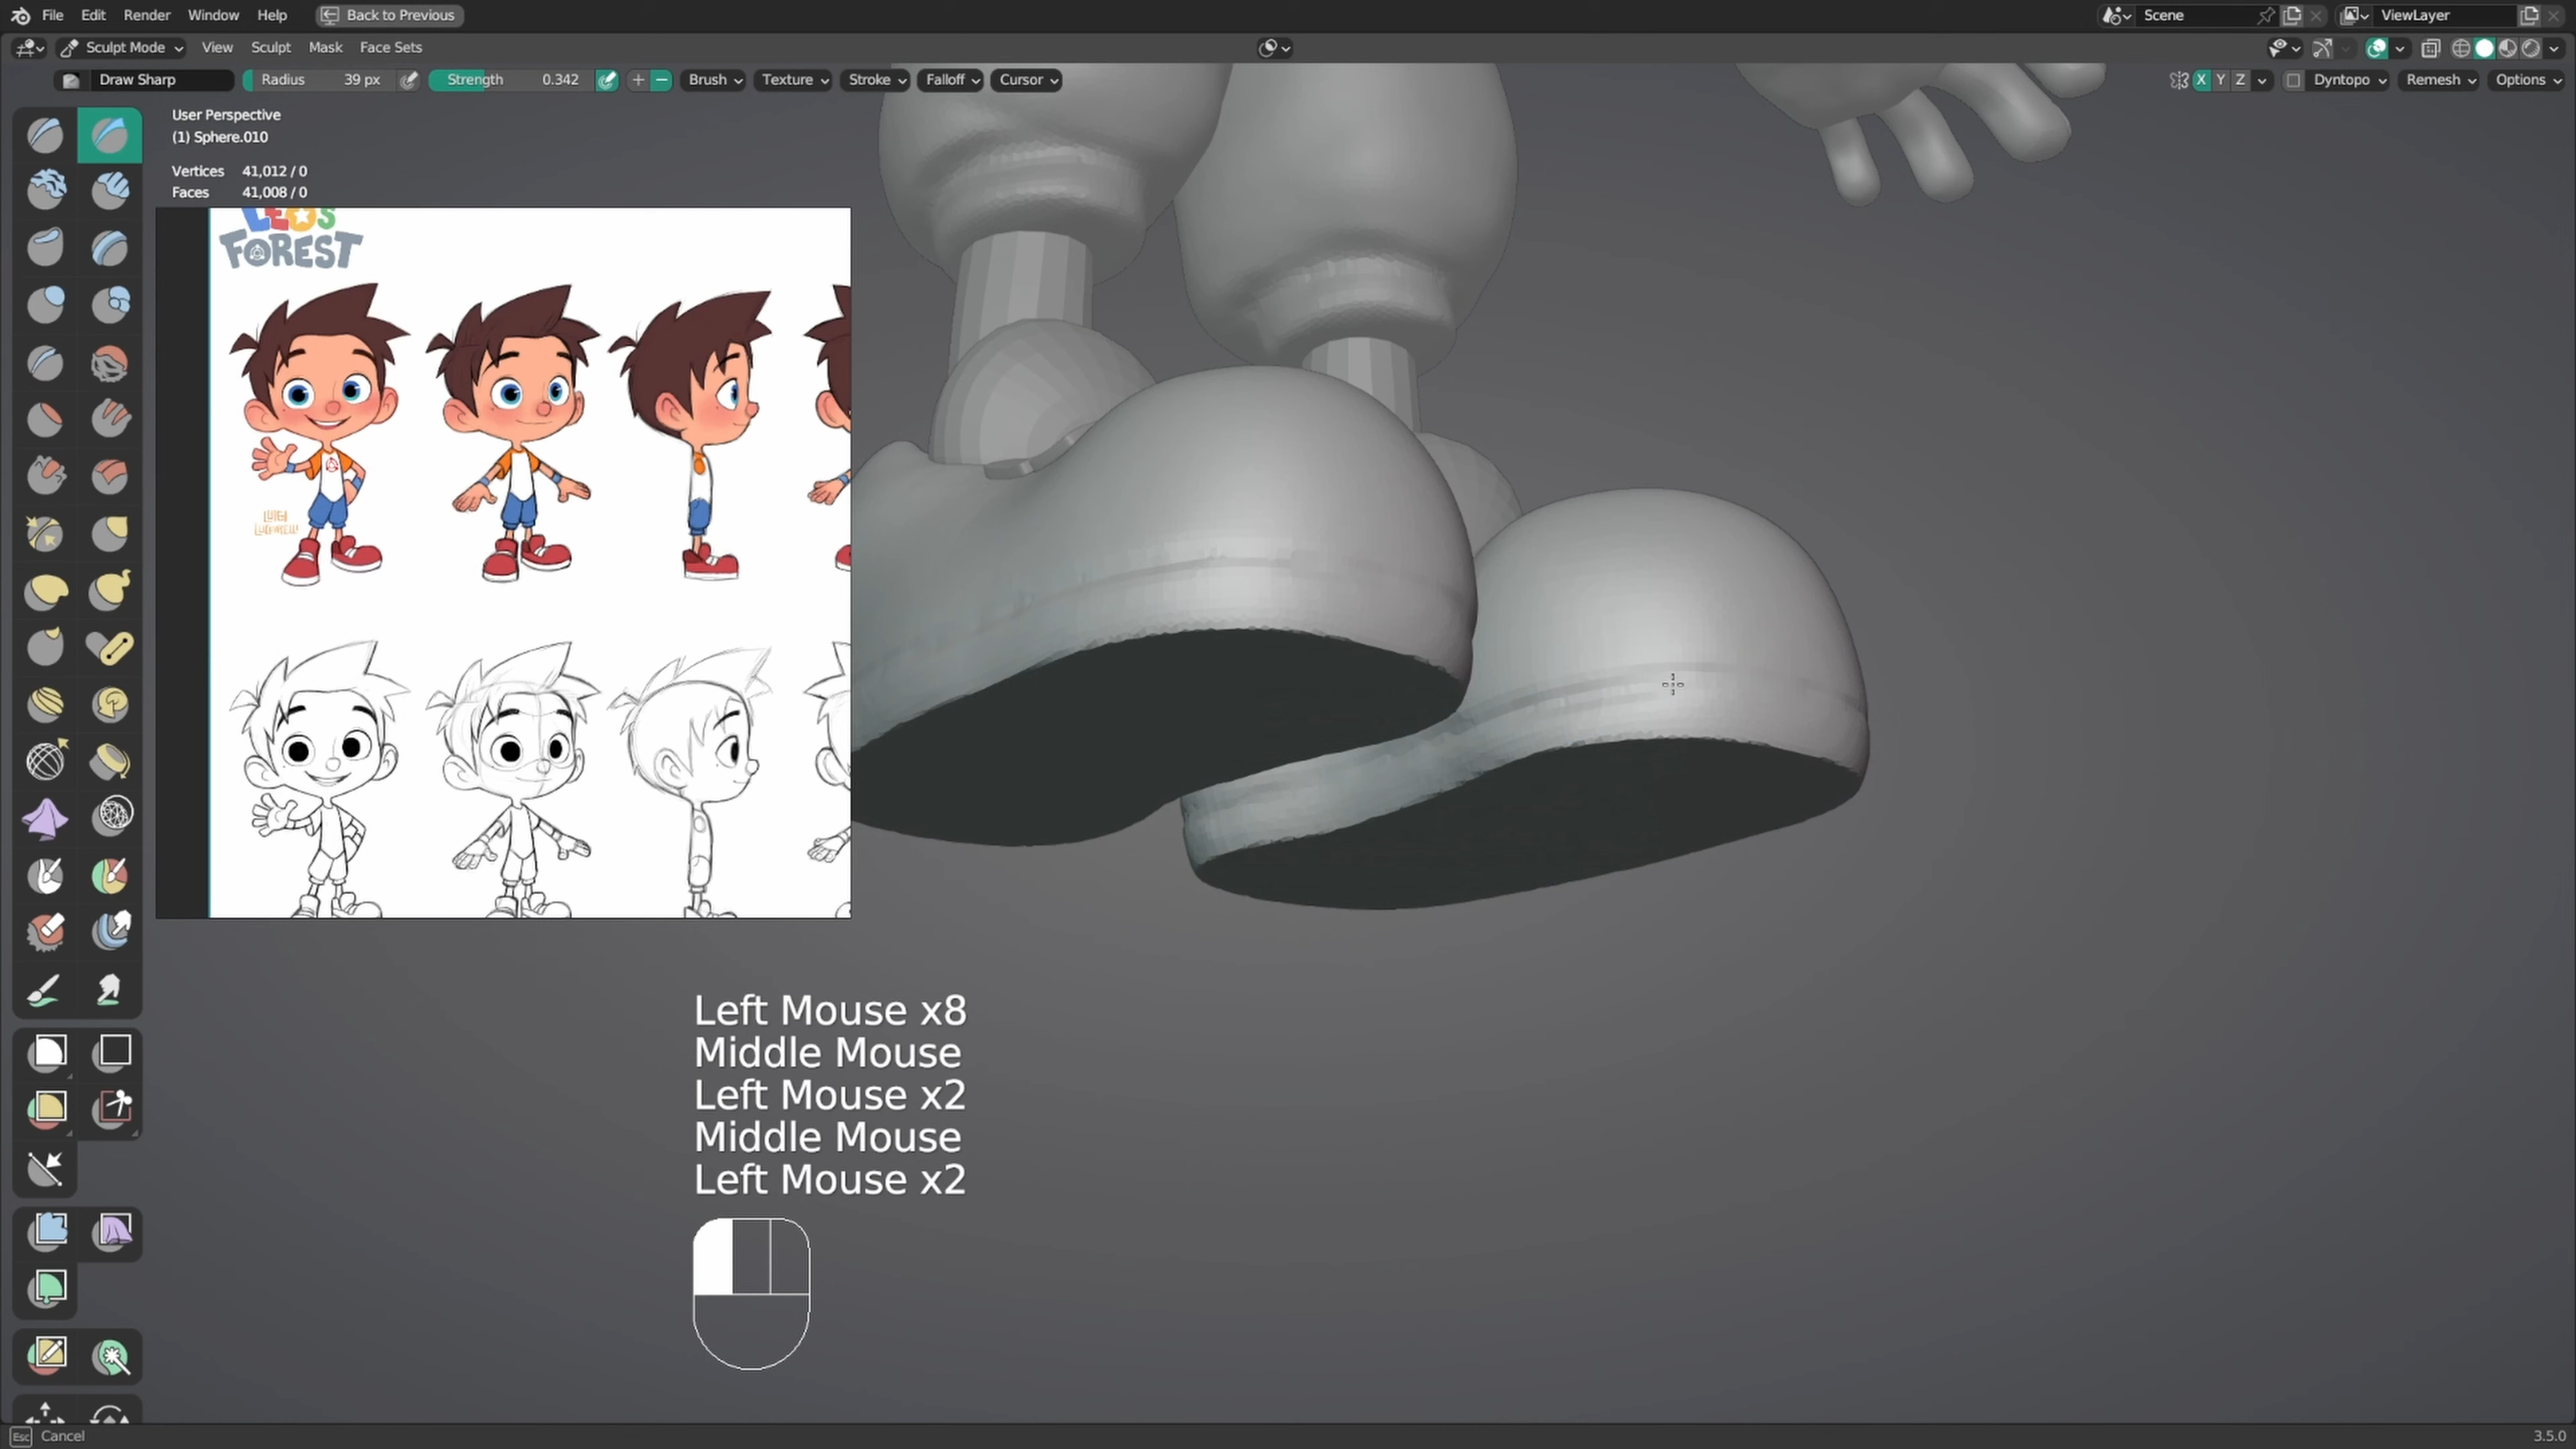 File Edit Render Window Help Back to Previous Scene ViewLayer
Sculpt Mode View Sculpt Mask Face Sets
Draw Sharp Radius 39 px Strength 0.342 Brush Texture Stroke Falloff Cursor X Y Z Dyntopo Remesh Options
User Perspective
(1) Sphere.010
Vertices 41,012 / 0
Faces 41,008 / 0
LEO'S
FOREST
LUIGI
Left Mouse x8
Middle Mouse
Left Mouse x2
Middle Mouse
Left Mouse x2
Esc Cancel 3.5.0